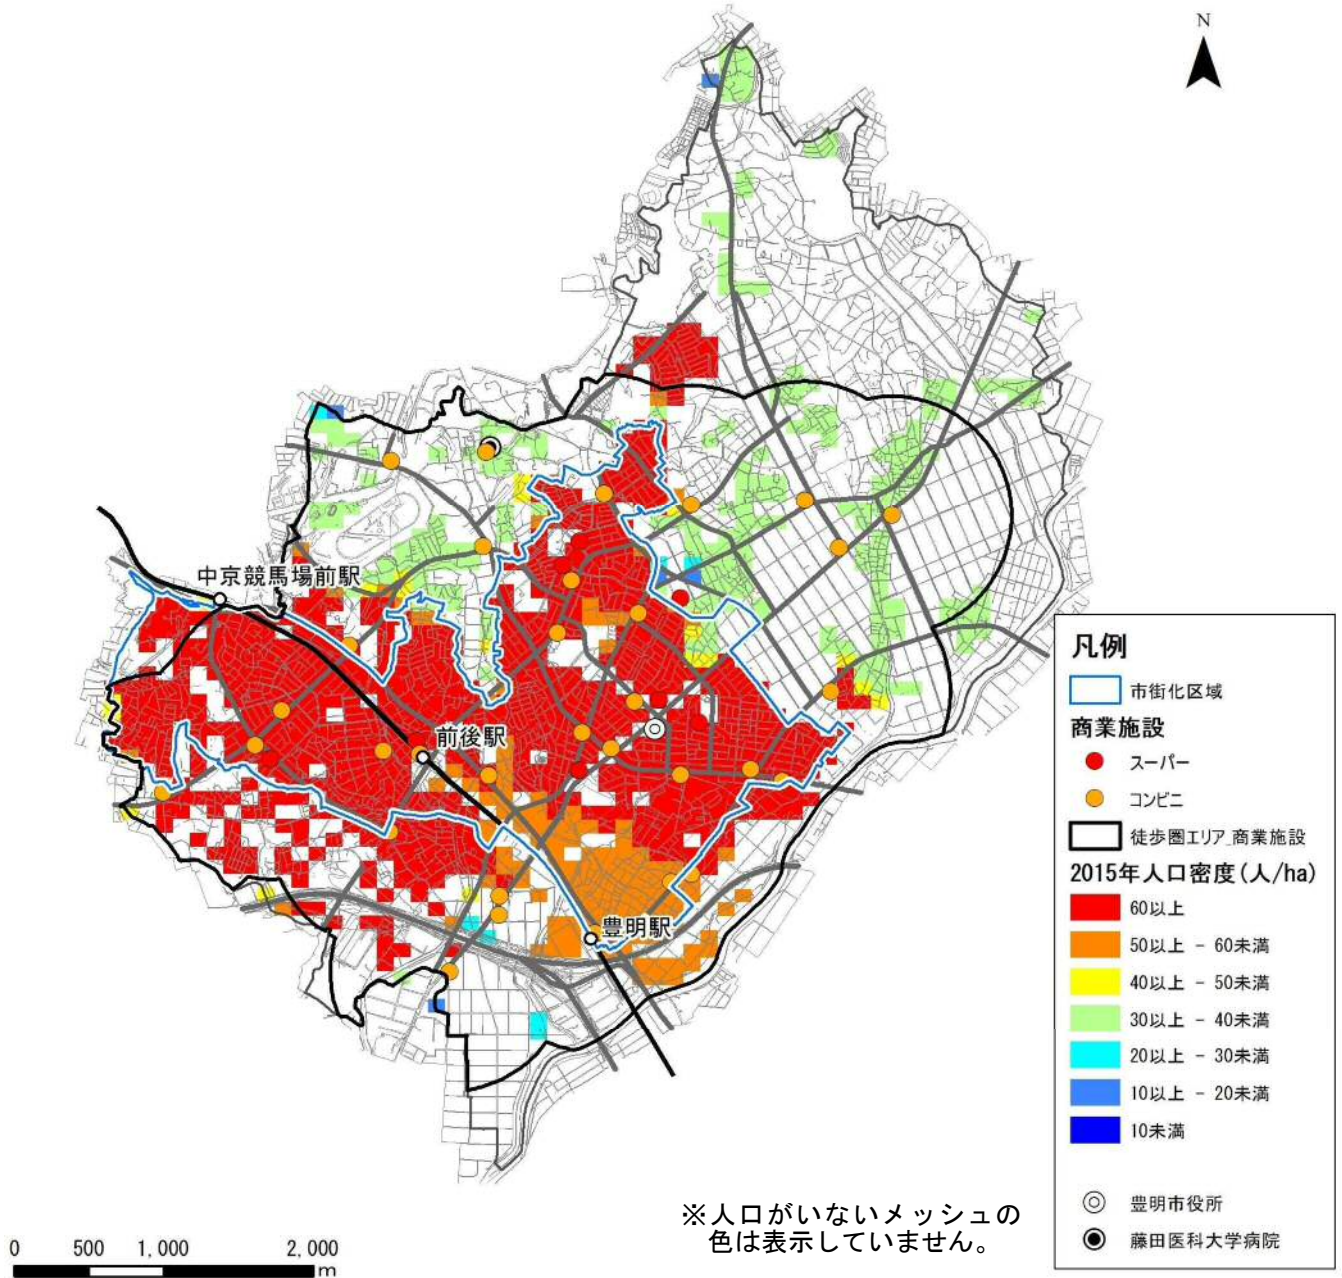 N
中京競馬場前駅
前後駅
豊明駅
凡例
市街化区域
商業施設
スーパー
コンビニ
徒歩圏エリア_商業施設
2015年人口密度(人/ha)
60以上
50以上 - 60未満
40以上 - 50未満
30以上 - 40未満
20以上 - 30未満
10以上 - 20未満
10未満
豊明市役所
藤田医科大学病院
※人口がいないメッシュの
色は表示していません。
0 500 1,000 2,000
m